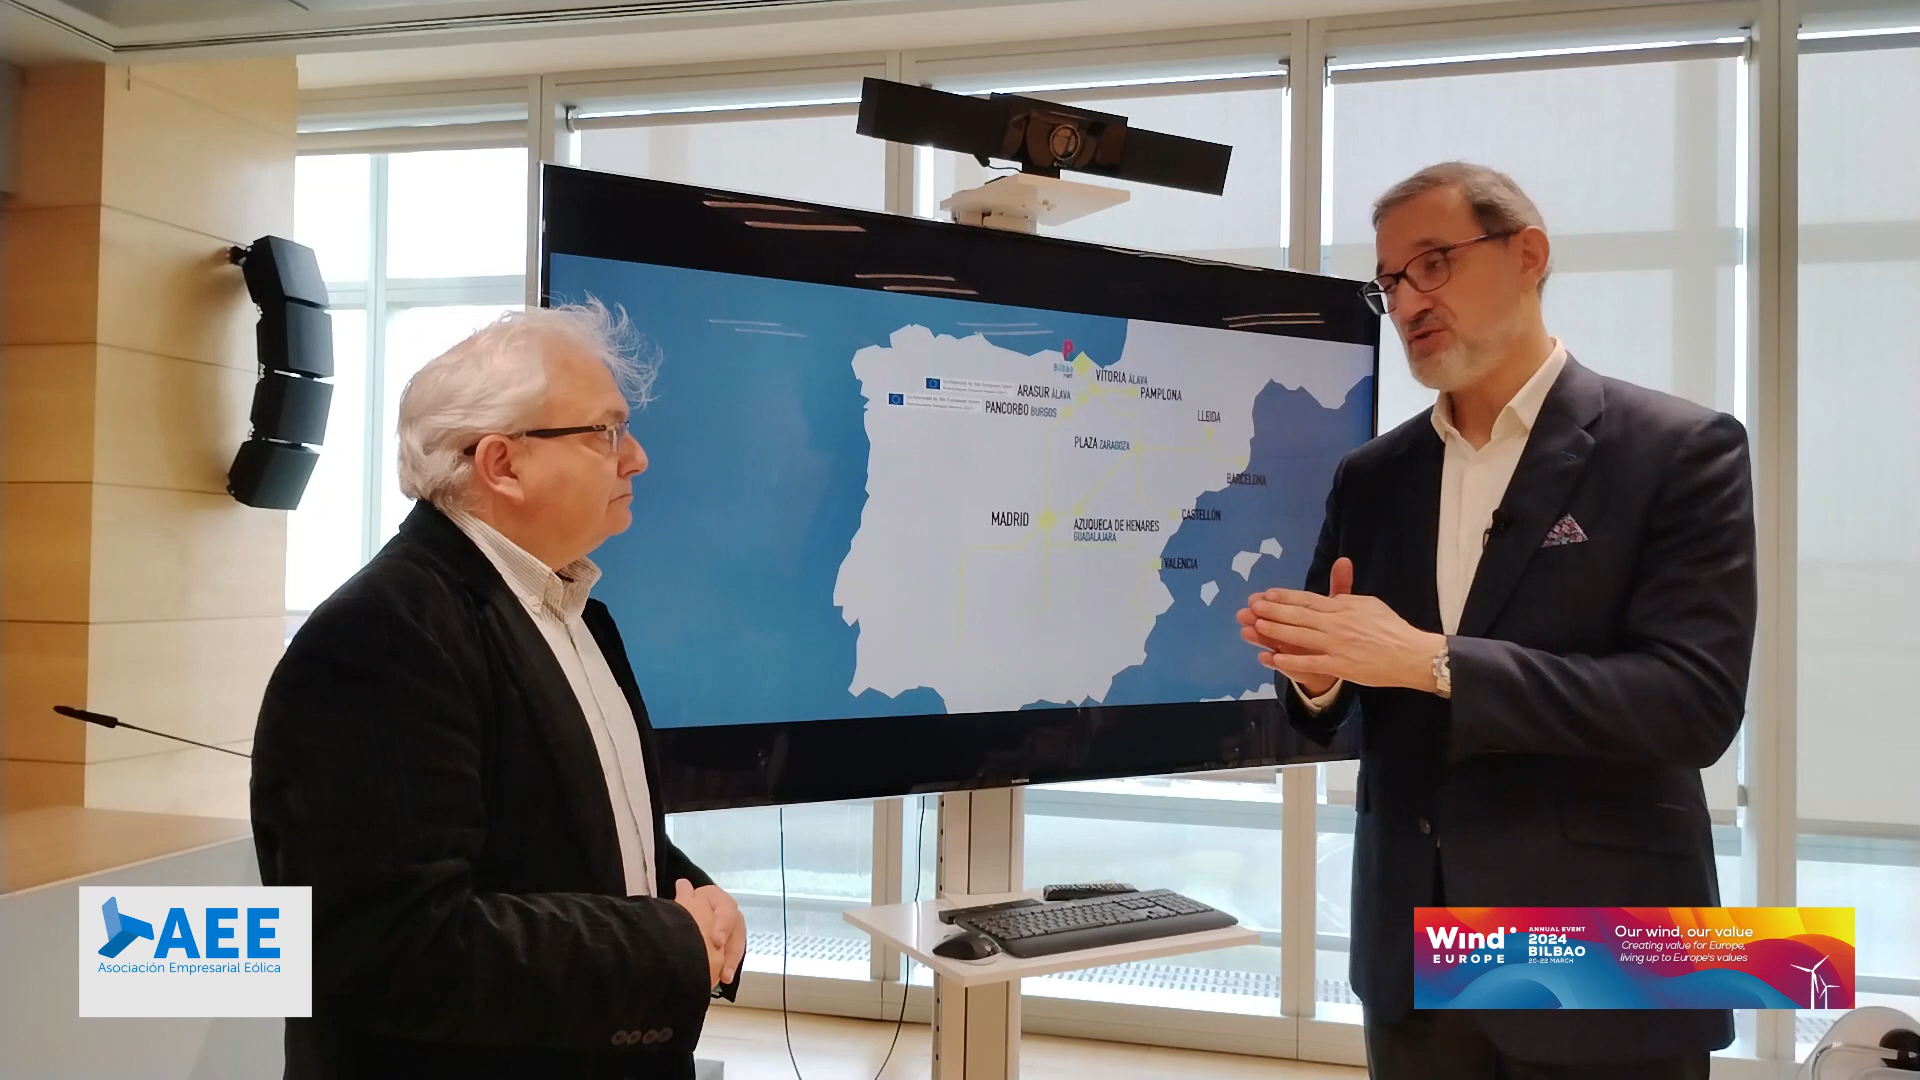 P
Bilbao
Port
VITORIA ÁLAVA
ARASUR ÁLAVA
PAMPLONA
PANCORBO BURGOS
LLEIDA
PLAZA ZARAGOZA
BARCELONA
MADRID
AZUQUECA DE HENARES
GUADALAJARA
CASTELLÓN
VALENCIA
AEE
Asociación Empresarial Eólica
Wind
EUROPE
ANNUAL EVENT
2024
BILBAO
20-22 MARCH
Our wind, our value
Creating value for Europe,
living up to Europe's values